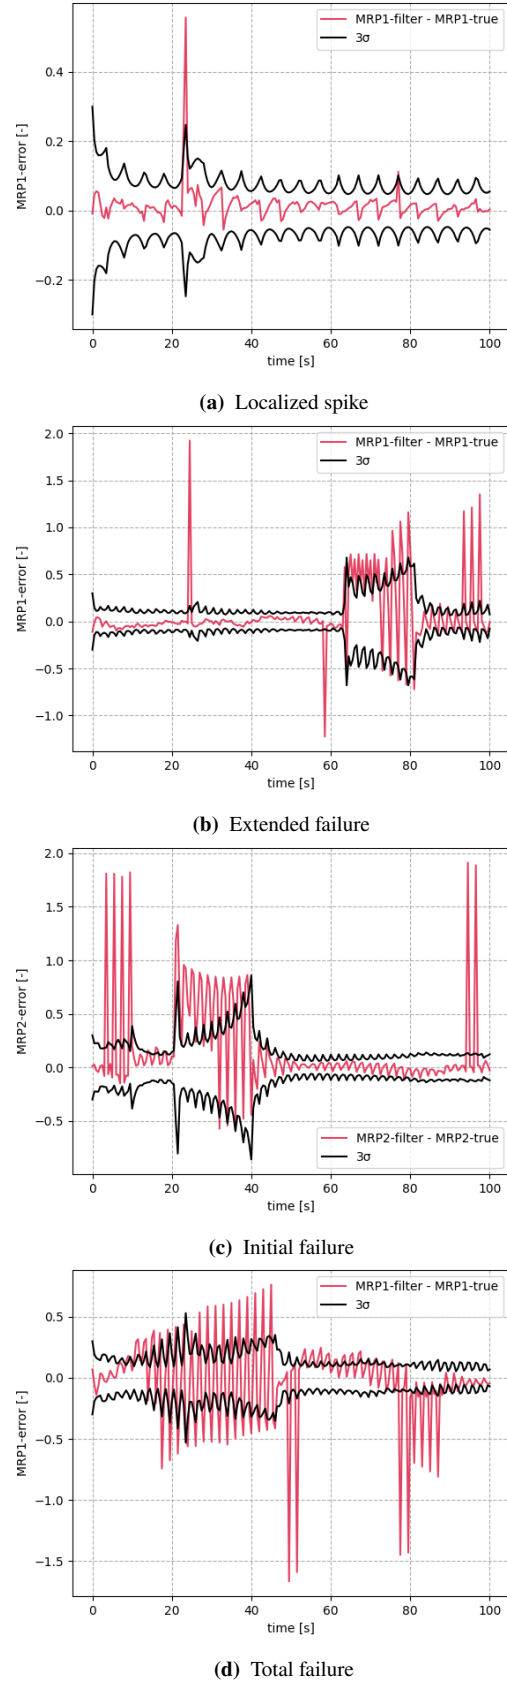 MRP1-filter - MRP1-true
3σ
0.4
0.2
0.0
−0.2
MRP1-error [-]
0 20 40 60 80 100
time [s]
(a) Localized spike
2.0
MRP1-filter - MRP1-true
3σ
1.5
1.0
0.5
0.0
−0.5
−1.0
MRP1-error [-]
0 20 40 60 80 100
time [s]
(b) Extended failure
2.0
1.5
1.0
0.5
0.0
−0.5
MRP2-error [-]
MRP2-filter - MRP2-true
3σ
0 20 40 60 80 100
time [s]
(c) Initial failure
MRP1-filter - MRP1-true
3σ
0.5
0.0
−0.5
−1.0
−1.5
MRP1-error [-]
0 20 40 60 80 100
time [s]
(d) Total failure